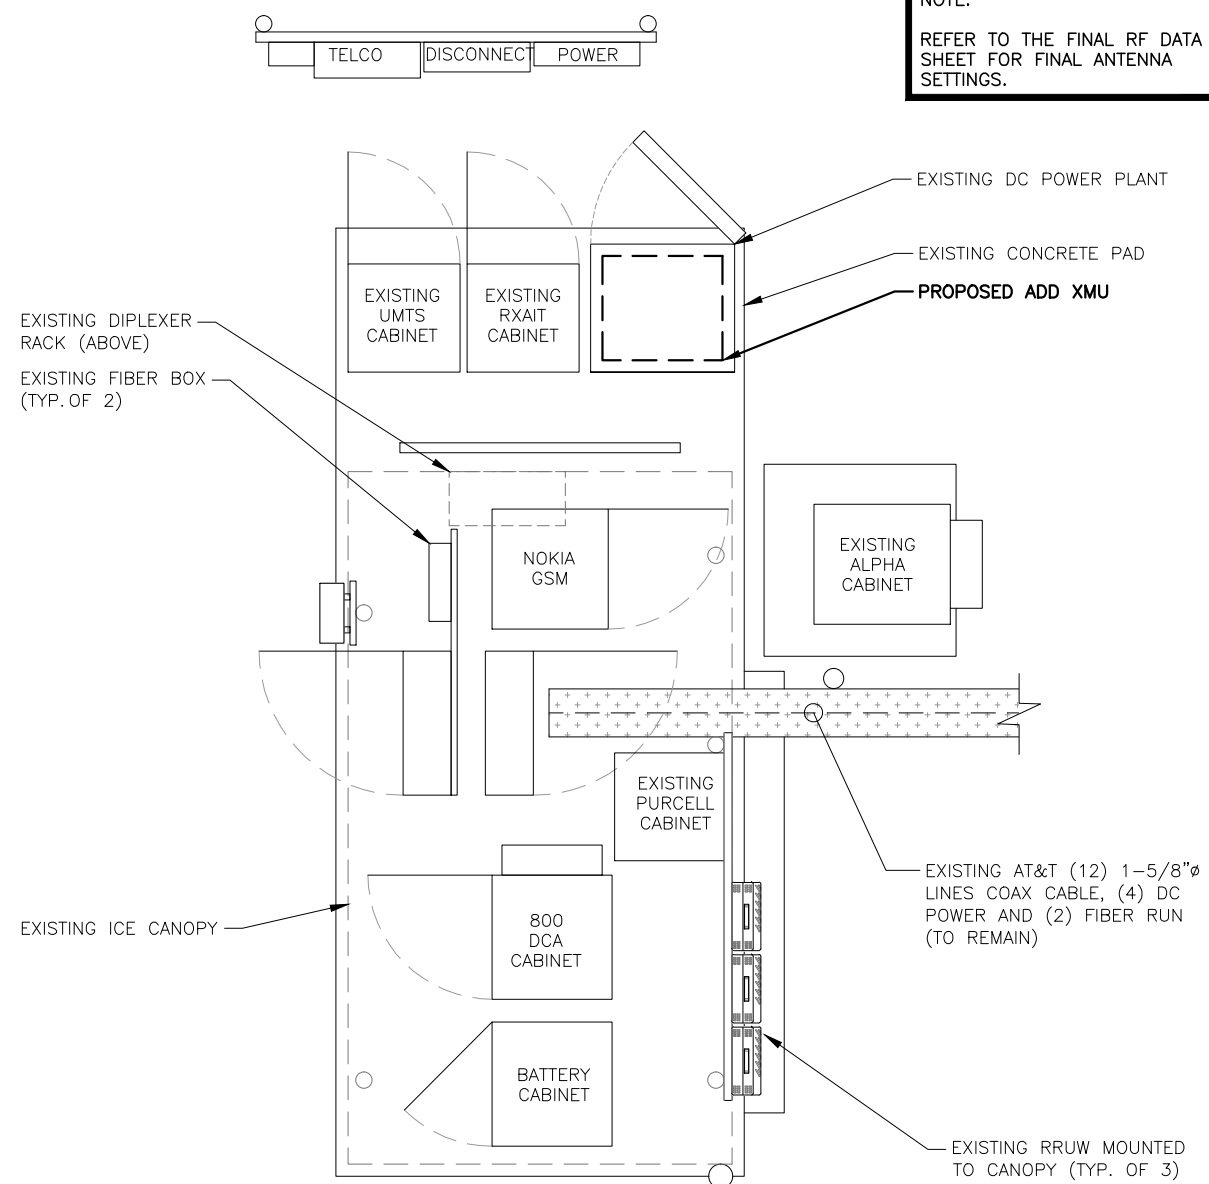 NOTE:
REFER TO THE FINAL RF DATA
SHEET FOR FINAL ANTENNA
SETTINGS.
TELCO
DISCONNECT
POWER
EXISTING DC POWER PLANT
EXISTING CONCRETE PAD
PROPOSED ADD XMU
EXISTING
UMTS
CABINET
EXISTING
RXAIT
CABINET
EXISTING DIPLEXER
RACK (ABOVE)
EXISTING FIBER BOX
(TYP.OF 2)
NOKIA
GSM
EXISTING
ALPHA
CABINET
EXISTING
PURCELL
CABINET
EXISTING AT&T (12) 1-5/8"ø
LINES COAX CABLE, (4) DC
POWER AND (2) FIBER RUN
(TO REMAIN)
EXISTING ICE CANOPY
800
DCA
CABINET
BATTERY
CABINET
EXISTING RRUW MOUNTED
TO CANOPY (TYP. OF 3)